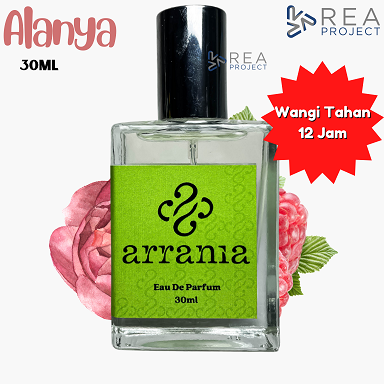 Alanya
30ML
REA
PROJECT
REA
PROJECT
Wangi Tahan
12 Jam
arrania
Eau De Parfum
30ml